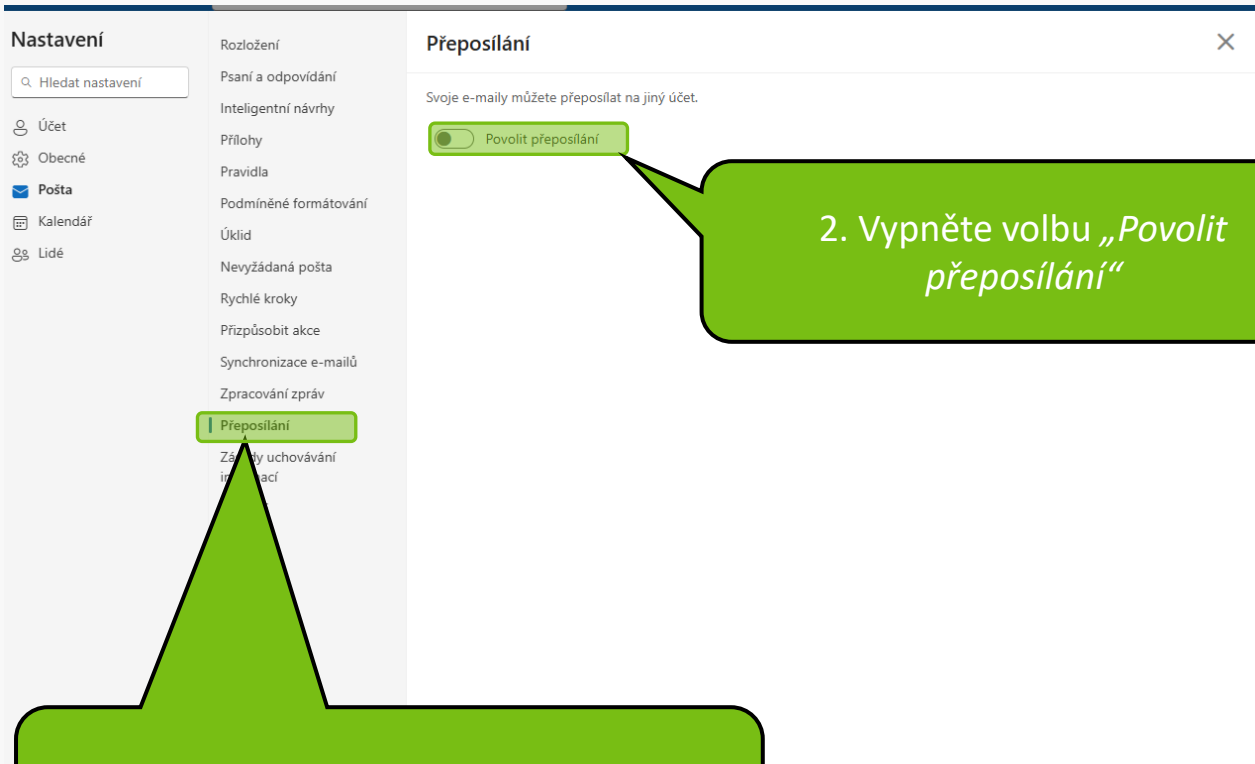 Nastavení
Hledat nastavení
Účet
Obecné
Pošta
Kalendář
Lidé
Rozložení
Psaní a odpovídání
Inteligentní návrhy
Přílohy
Pravidla
Podmíněné formátování
Úklid
Nevyžádaná pošta
Rychlé kroky
Přizpůsobit akce
Synchronizace e-mailů
Zpracování zpráv
Přeposílání
uchovávání
Přeposílání
Svoje e-maily můžete přeposílat na jiný účet.
Povolit přeposílání
2. Vypněte volbu „Povolit
přeposílání“